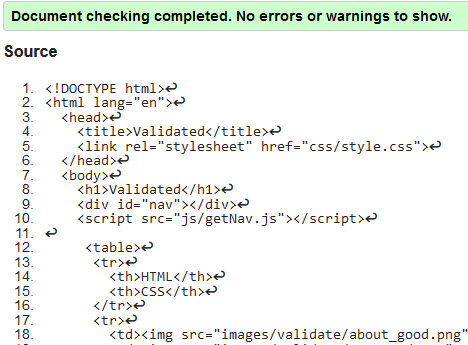 Document checking completed. No errors or warnings to show.
Source
1. <!DOCTYPE html>↩
2. <html lang="en">↩
3.   <head>↩
4.     <title>Validated</title>↩
5.     <link rel="stylesheet" href="css/style.css">↩
6.   </head>↩
7.   <body>↩
8.     <h1>Validated</h1>↩
9.     <div id="nav"></div>↩
10.     <script src="js/getNav.js"></script>↩
11. ↩
12.      <table>↩
13.       <tr>↩
14.         <th>HTML</th>↩
15.         <th>CSS</th>↩
16.       </tr>↩
17.       <tr>↩
18.         <td><img src="images/validate/about_good.png"